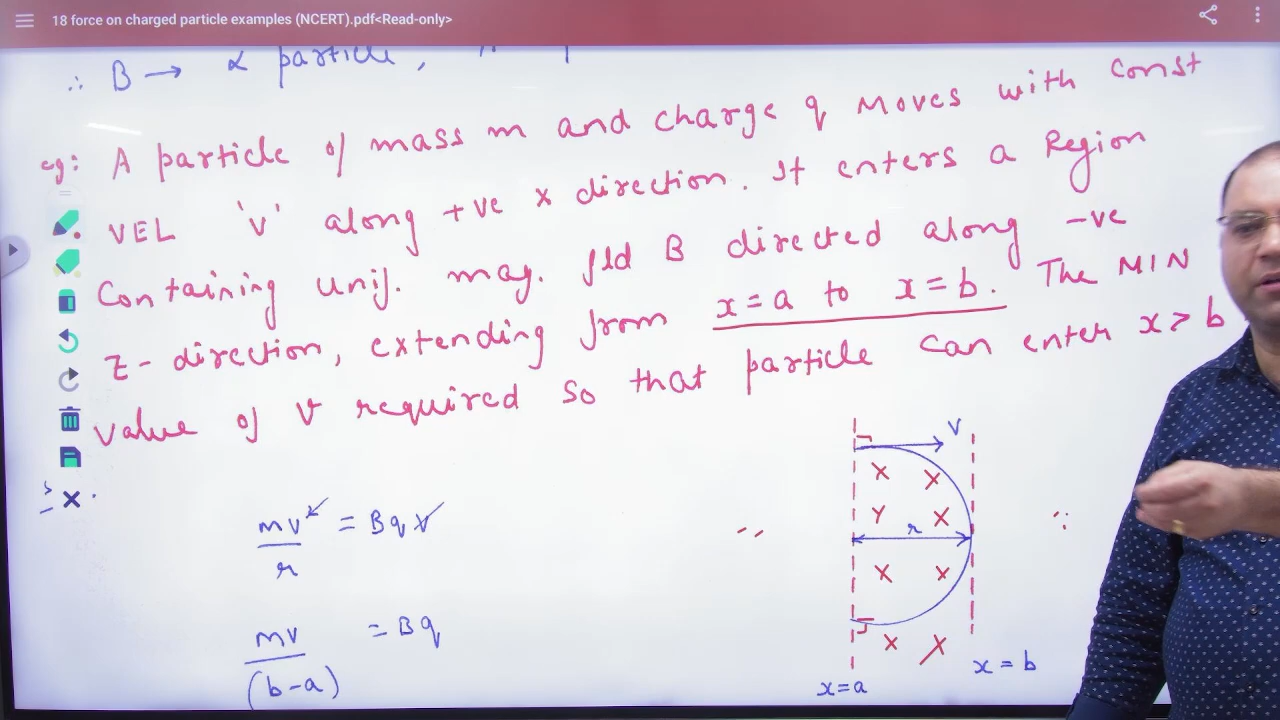 18 force on charged particle examples (NCERT).pdf<Read-only>
∴ B → α particle,
eg: A particle of mass m and charge q moves with const
VEL 'v' along +ve x direction. It enters a Region
Containing unif. mag. fld B directed along -ve
z-direction, extending from x=a to x=b. The MIN
value of v required so that particle can enter x > b
v
mv² = Bqv
r
r
mv = Bq
(b-a)
x=a
x=b